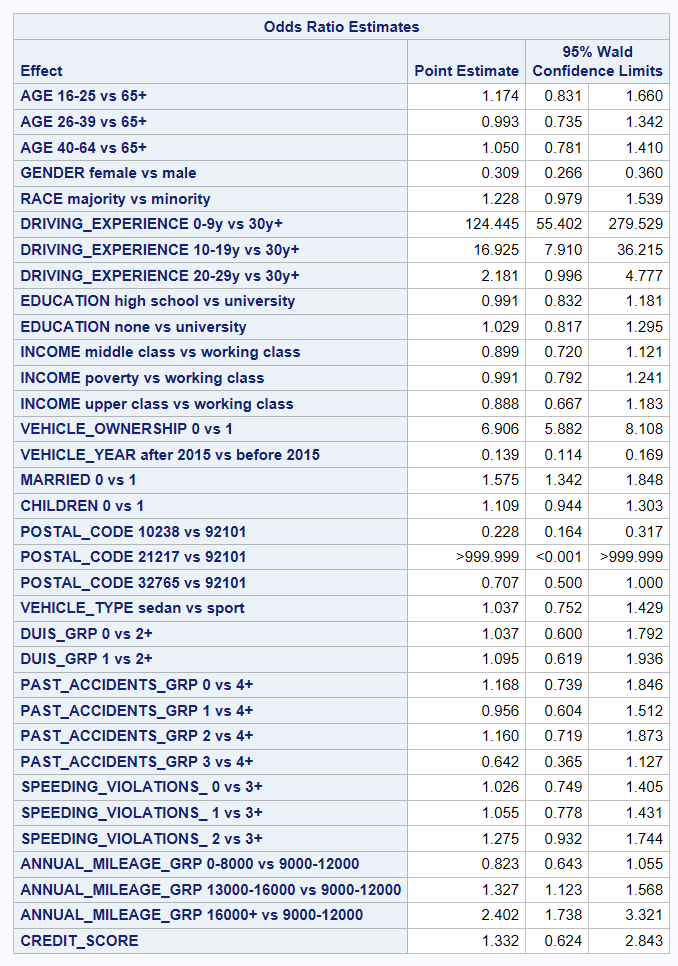 Odds Ratio Estimates
Effect Point Estimate 95% Wald Confidence Limits
AGE 16-25 vs 65+ 1.174 0.831 1.660
AGE 26-39 vs 65+ 0.993 0.735 1.342
AGE 40-64 vs 65+ 1.050 0.781 1.410
GENDER female vs male 0.309 0.266 0.360
RACE majority vs minority 1.228 0.979 1.539
DRIVING_EXPERIENCE 0-9y vs 30y+ 124.445 55.402 279.529
DRIVING_EXPERIENCE 10-19y vs 30y+ 16.925 7.910 36.215
DRIVING_EXPERIENCE 20-29y vs 30y+ 2.181 0.996 4.777
EDUCATION high school vs university 0.991 0.832 1.181
EDUCATION none vs university 1.029 0.817 1.295
INCOME middle class vs working class 0.899 0.720 1.121
INCOME poverty vs working class 0.991 0.792 1.241
INCOME upper class vs working class 0.888 0.667 1.183
VEHICLE_OWNERSHIP 0 vs 1 6.906 5.882 8.108
VEHICLE_YEAR after 2015 vs before 2015 0.139 0.114 0.169
MARRIED 0 vs 1 1.575 1.342 1.848
CHILDREN 0 vs 1 1.109 0.944 1.303
POSTAL_CODE 10238 vs 92101 0.228 0.164 0.317
POSTAL_CODE 21217 vs 92101 >999.999 <0.001 >999.999
POSTAL_CODE 32765 vs 92101 0.707 0.500 1.000
VEHICLE_TYPE sedan vs sport 1.037 0.752 1.429
DUIS_GRP 0 vs 2+ 1.037 0.600 1.792
DUIS_GRP 1 vs 2+ 1.095 0.619 1.936
PAST_ACCIDENTS_GRP 0 vs 4+ 1.168 0.739 1.846
PAST_ACCIDENTS_GRP 1 vs 4+ 0.956 0.604 1.512
PAST_ACCIDENTS_GRP 2 vs 4+ 1.160 0.719 1.873
PAST_ACCIDENTS_GRP 3 vs 4+ 0.642 0.365 1.127
SPEEDING_VIOLATIONS_ 0 vs 3+ 1.026 0.749 1.405
SPEEDING_VIOLATIONS_ 1 vs 3+ 1.055 0.778 1.431
SPEEDING_VIOLATIONS_ 2 vs 3+ 1.275 0.932 1.744
ANNUAL_MILEAGE_GRP 0-8000 vs 9000-12000 0.823 0.643 1.055
ANNUAL_MILEAGE_GRP 13000-16000 vs 9000-12000 1.327 1.123 1.568
ANNUAL_MILEAGE_GRP 16000+ vs 9000-12000 2.402 1.738 3.321
CREDIT_SCORE 1.332 0.624 2.843